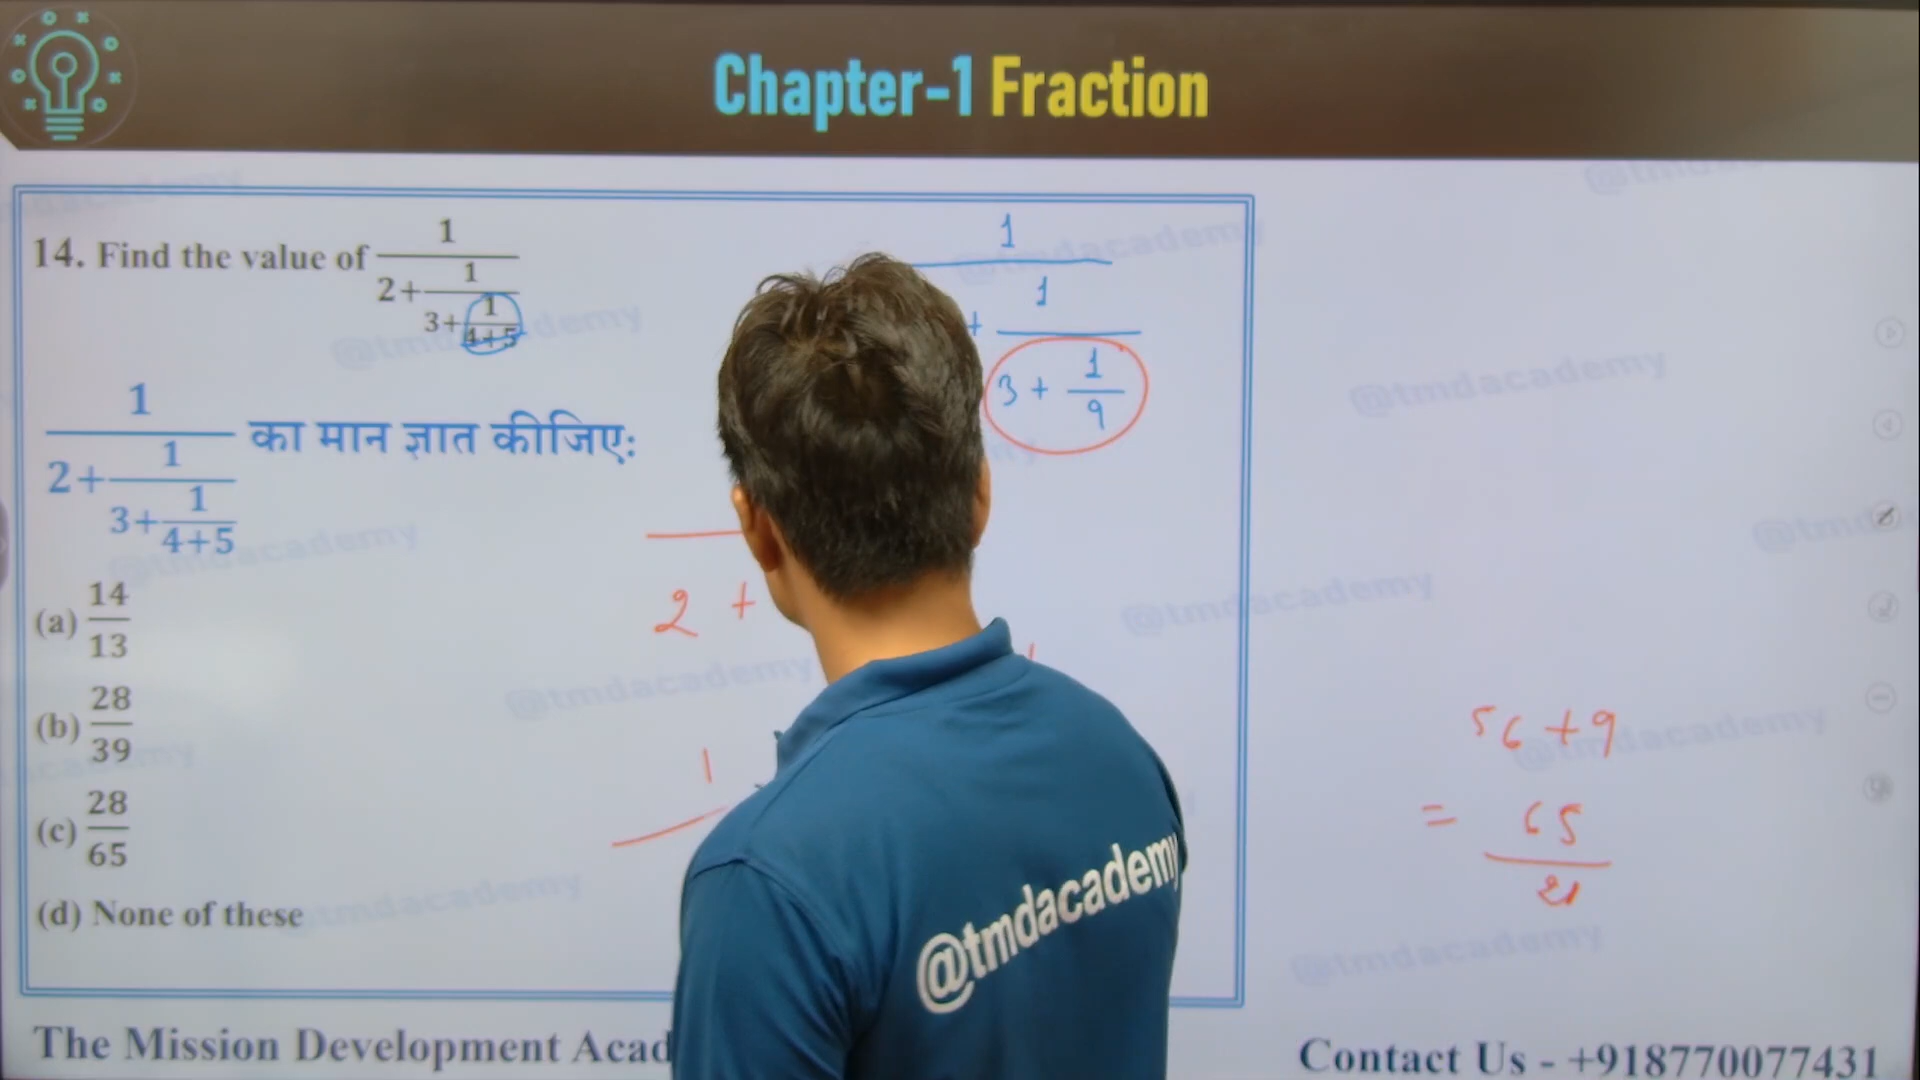 Chapter-1 Fraction
14. Find the value of
1
2+
1
3+
1
4+5
1
2+
1
3+
1
4+5
का मान ज्ञात कीजिए:
(a) 14
13
(b) 28
39
(c) 28
65
(d) None of these
1
+
1
3 + 1
9
2 +
1
56 + 9
= 65
@tmdacademy
The Mission Development Acad
Contact Us - +918770077431